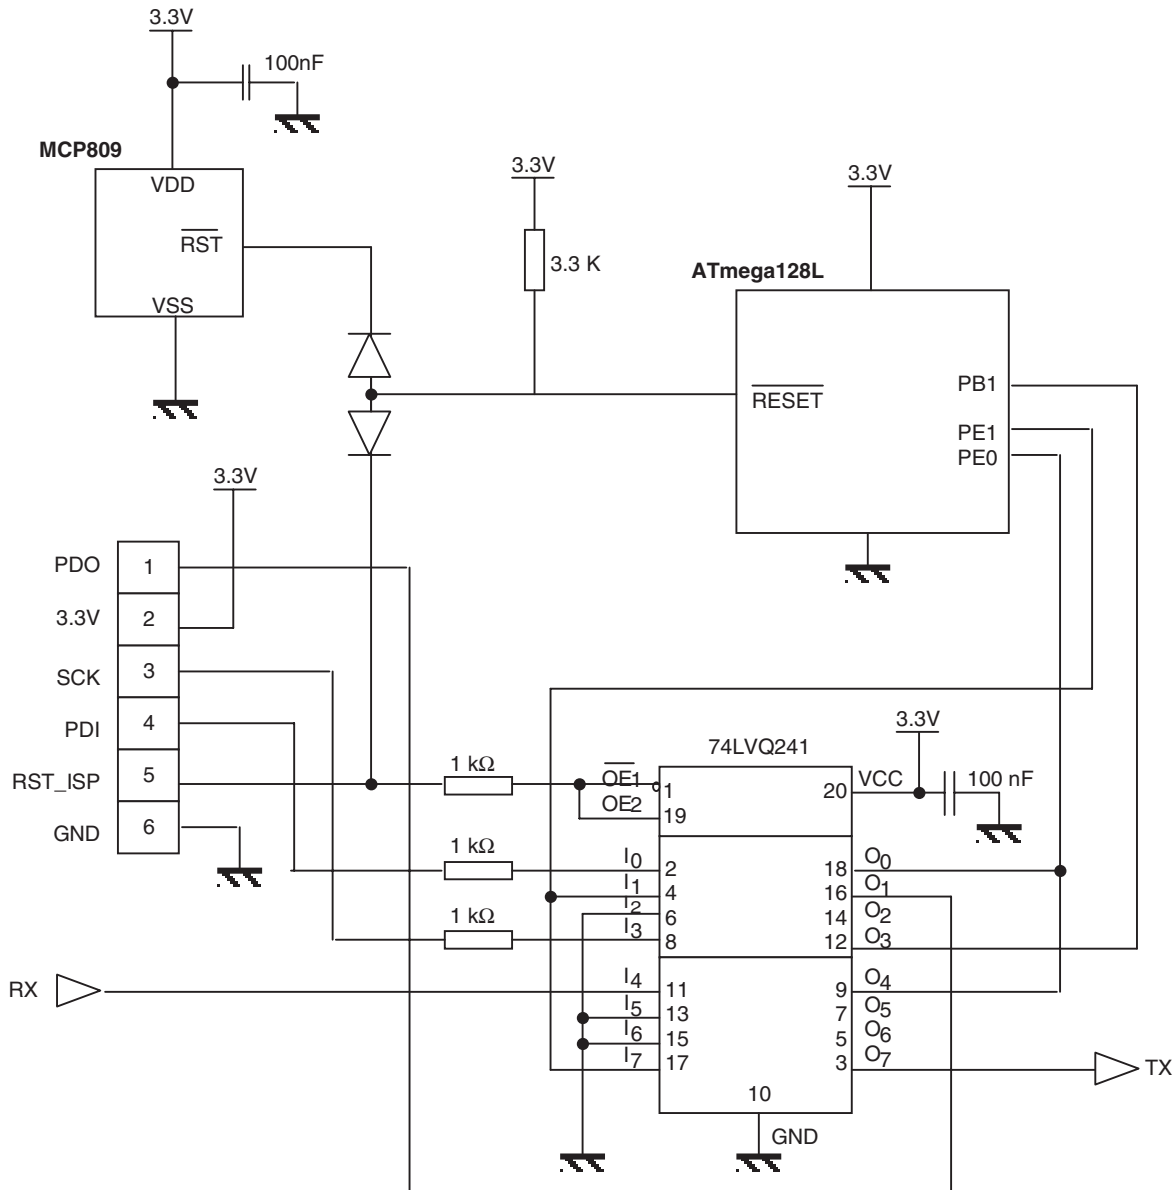 3.3V
100nF
MCP809
VDD
RST
VSS
3.3V
3.3 K
3.3V
ATmega128L
RESET
PB1
PE1
PE0
3.3V
PDO 1
3.3V 2
SCK 3
PDI 4
RST_ISP 5
GND 6
1 kΩ
1 kΩ
1 kΩ
74LVQ241
3.3V
100 nF
OE1 1
OE2 19
20 VCC
I0 2
I1 4
I2 6
I3 8
18 O0
16 O1
14 O2
12 O3
RX
I4 11
I5 13
I6 15
I7 17
9 O4
7 O5
5 O6
3 O7
TX
10
GND